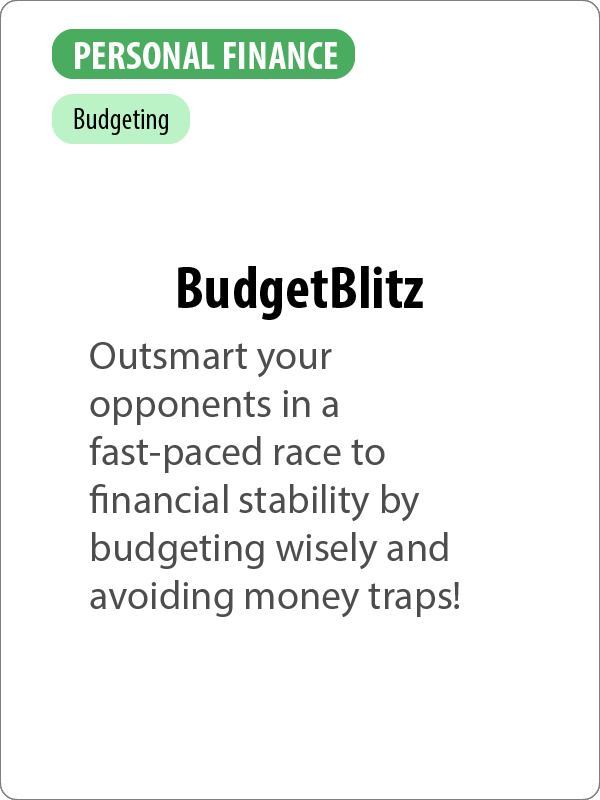 PERSONAL FINANCE
Budgeting
BudgetBlitz
Outsmart your
opponents in a
fast-paced race to
financial stability by
budgeting wisely and
avoiding money traps!